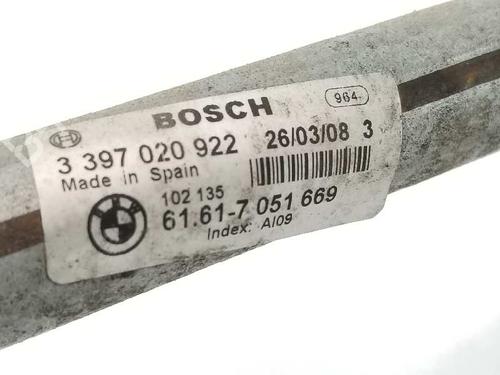 BOSCH
964
3 397 020 922 26/03/08 3
Made in Spain
102 135
61.61-7 051 669
Index: AI09